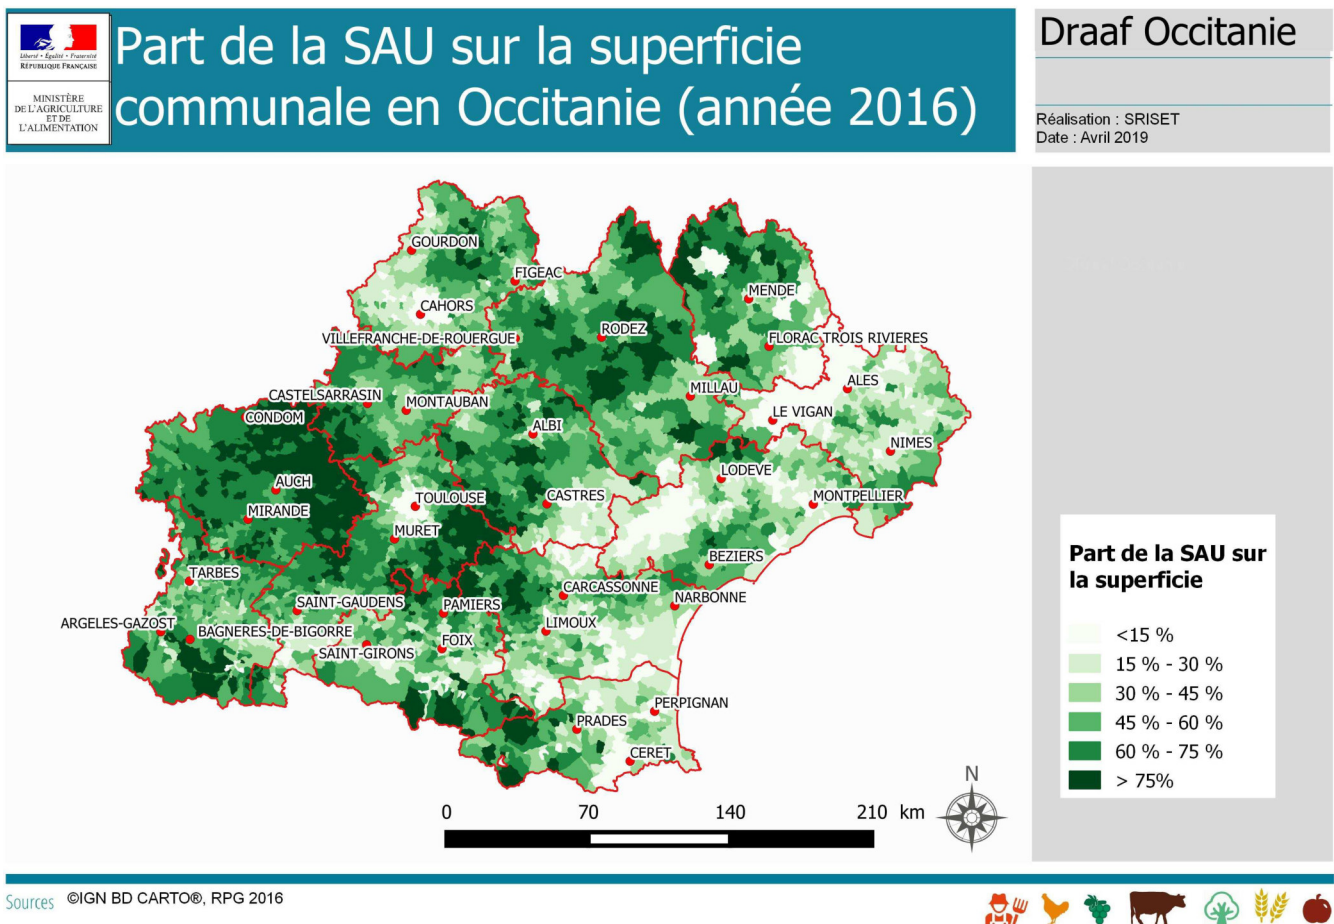 Liberté • Égalité • Fraternité
RÉPUBLIQUE FRANÇAISE
MINISTÈRE
DE L'AGRICULTURE
ET DE
L'ALIMENTATION
Part de la SAU sur la superficie
communale en Occitanie (année 2016)
Draaf Occitanie
Réalisation : SRISET
Date : Avril 2019
GOURDON
FIGEAC
CAHORS
MENDE
VILLEFRANCHE-DE-ROUERGUE
RODEZ
FLORAC TROIS RIVIERES
CASTELSARRASIN
MONTAUBAN
MILLAU
ALES
CONDOM
ALBI
LE VIGAN
NIMES
AUCH
LODEVE
MIRANDE
TOULOUSE
CASTRES
MONTPELLIER
MURET
BEZIERS
TARBES
CARCASSONNE
NARBONNE
SAINT-GAUDENS
PAMIERS
ARGELES-GAZOST
BAGNERES-DE-BIGORRE
LIMOUX
SAINT-GIRONS
FOIX
PERPIGNAN
PRADES
CERET
Part de la SAU sur
la superficie
<15 %
15 % - 30 %
30 % - 45 %
45 % - 60 %
60 % - 75 %
> 75%
N
0 70 140 210 km
Sources ©IGN BD CARTO®, RPG 2016